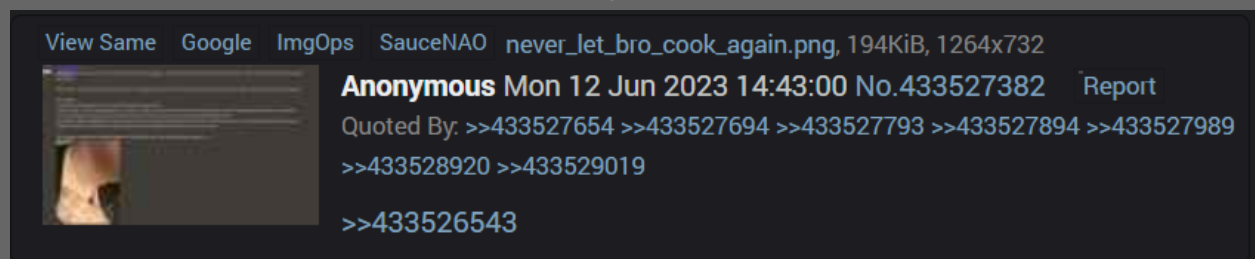 View Same Google ImgOps SauceNAO never_let_bro_cook_again.png, 194KiB, 1264x732
Anonymous Mon 12 Jun 2023 14:43:00 No.433527382 Report
Quoted By: >>433527654 >>433527694 >>433527793 >>433527894 >>433527989
>>433528920 >>433529019
>>433526543